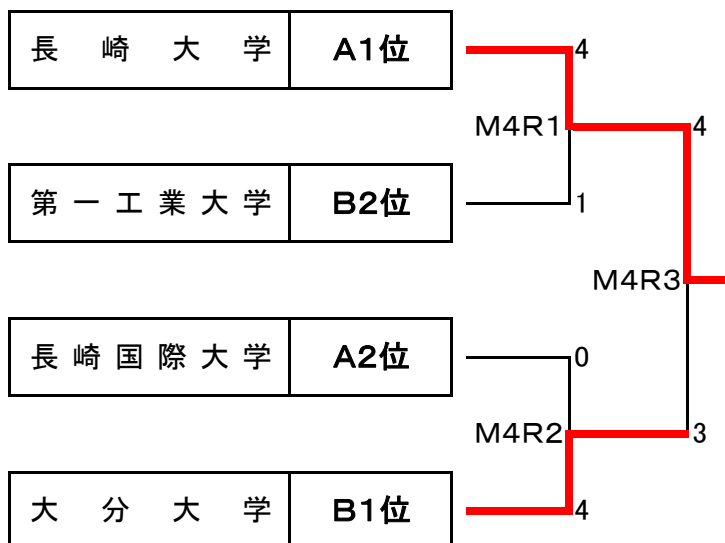 長崎大学 A1位 4
M4R1 4
第一工業大学 B2位 1
M4R3
長崎国際大学 A2位 0
M4R2 3
大分大学 B1位 4